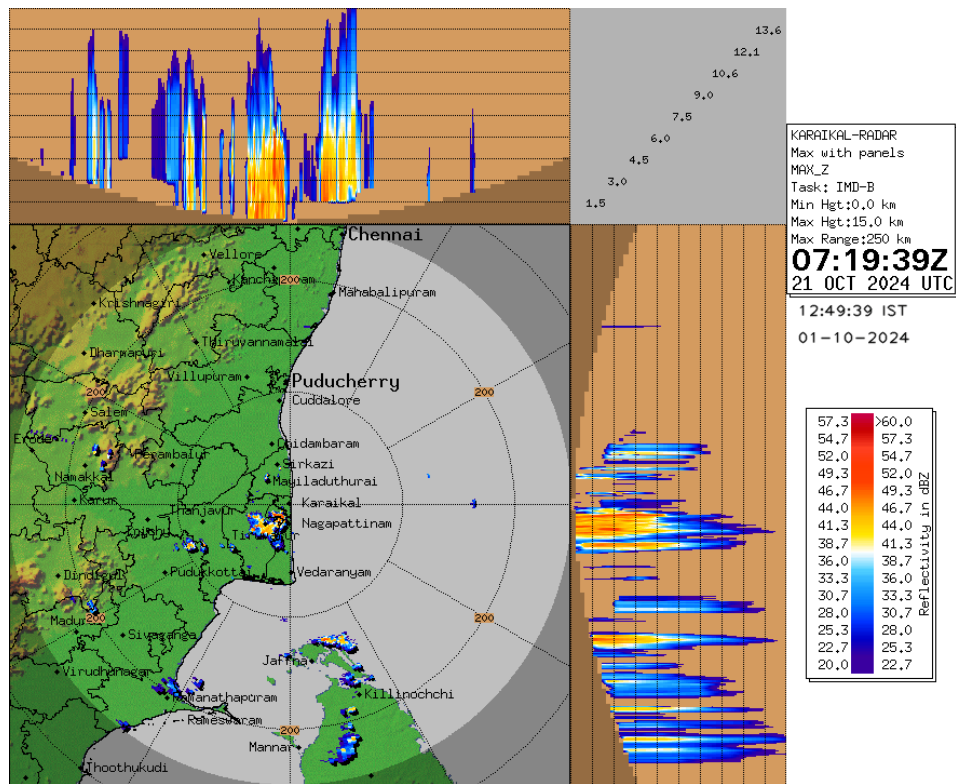 13.6
12.1
10.6
9.0
7.5
6.0
4.5
3.0
1.5
KARAIKAL-RADAR
Max with panels
MAX_Z
Task: IMD-B
Min Hgt:0.0 km
Max Hgt:15.0 km
Max Range:250 km
07:19:39Z
21 OCT 2024 UTC
12:49:39 IST
01-10-2024
Chennai
Vellore
200
Mahabalipuram
Krishnagiri
Thiruvannamalai
Dharmapuri
Villupuram
Puducherry
200
200
Cuddalore
Salem
Erode
Chidambaram
Perambalur
Sirkazi
Namakkal
Mayiladuthurai
Karur
Karaikal
Thanjavur
Nagapattinam
Pudukkottai
Vedaranyam
Dindigul
200
200
Sivaganga
Jaffna
Virudhunagar
Killinochchi
Ramanathapuram
Rameswaram
200
Mannar
Thoothukudi
57.3 >60.0
54.7 57.3
52.0 54.7
49.3 52.0
46.7 49.3
44.0 46.7
41.3 44.0
38.7 41.3
36.0 38.7
33.3 36.0
30.7 33.3
28.0 30.7
25.3 28.0
22.7 25.3
20.0 22.7
Reflectivity in dBZ